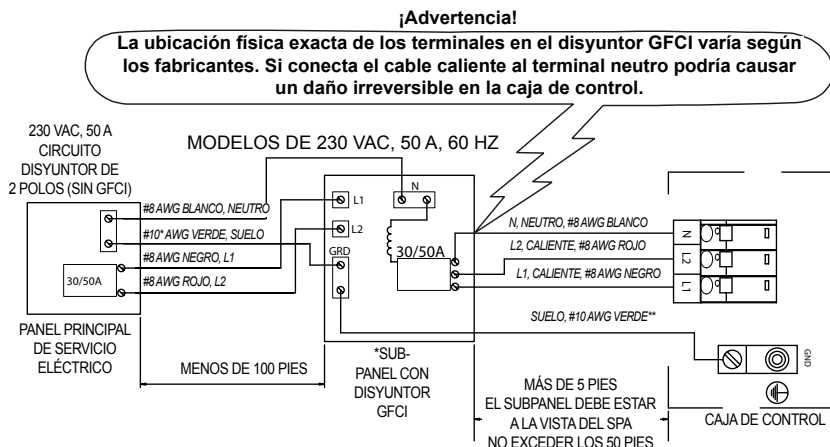 ¡Advertencia!
La ubicación física exacta de los terminales en el disyuntor GFCI varía según
los fabricantes. Si conecta el cable caliente al terminal neutro podría causar
un daño irreversible en la caja de control.
230 VAC, 50 A
CIRCUITO
DISYUNTOR DE
2 POLOS (SIN GFCI)
MODELOS DE 230 VAC, 50 A, 60 HZ
#8 AWG BLANCO, NEUTRO
#10* AWG VERDE, SUELO
#8 AWG NEGRO, L1
#8 AWG ROJO, L2
30/50A
PANEL PRINCIPAL
DE SERVICIO
ELÉCTRICO
MENOS DE 100 PIES
L1
N
L2
GRD
30/50A
*SUB-
PANEL CON
DISYUNTOR
GFCI
N, NEUTRO, #8 AWG BLANCO
L2, CALIENTE, #8 AWG ROJO
L1, CALIENTE, #8 AWG NEGRO
SUELO, #10 AWG VERDE**
MÁS DE 5 PIES
EL SUBPANEL DEBE ESTAR
A LA VISTA DEL SPA
NO EXCEDER LOS 50 PIES
N
L2
L1
GND
CAJA DE CONTROL